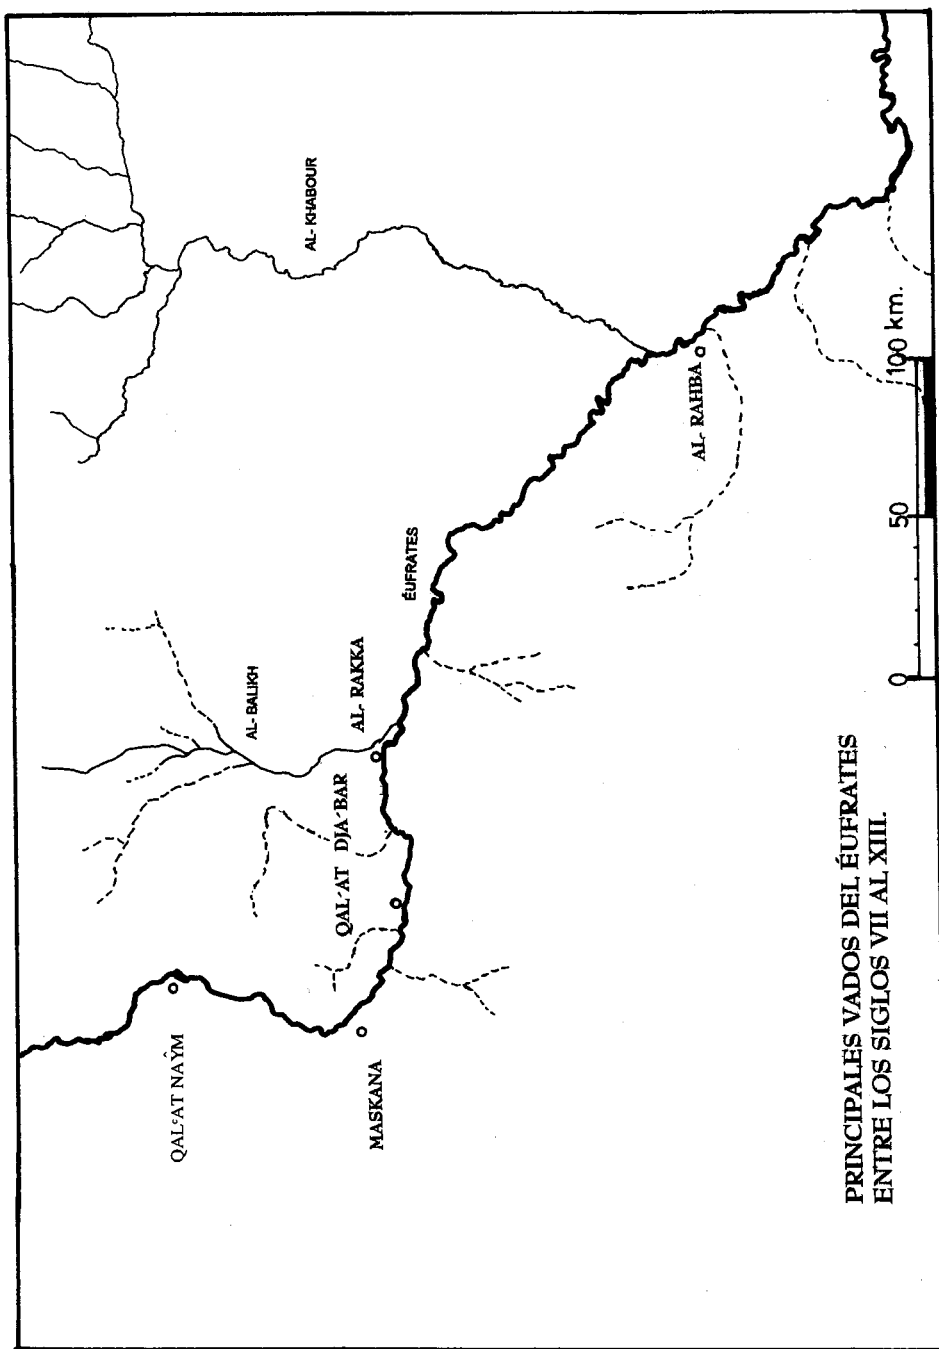 AL- KHABOUR
AL- BALIKH
QAL῾AT NAŶM
AL- RAKKA
QAL῾AT DJA῾BAR
MASKANA
ÉUFRATES
AL- RAHBA
PRINCIPALES VADOS DEL ÉUFRATES
ENTRE LOS SIGLOS VII AL XIII.
0
50
100 km.